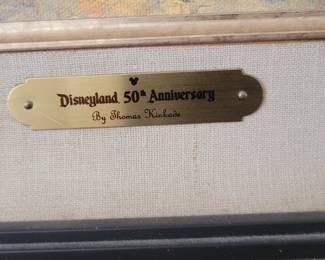 Disneyland 50th Anniversary
By Thomas Kinkade